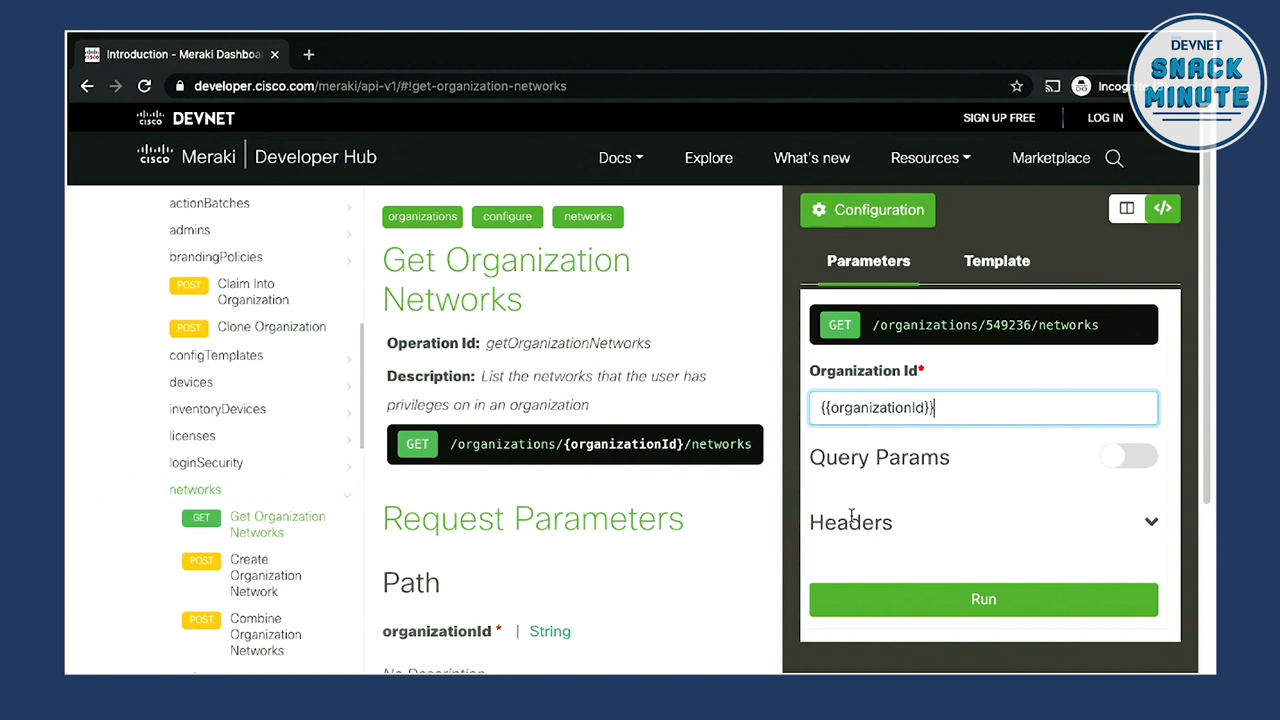 DEVNET
SNACK
MINUTE
Introduction - Meraki Dashboa
developer.cisco.com/meraki/api-v1/#!get-organization-networks
CISCO DEVNET
SIGN UP FREE
LOG IN
CISCO Meraki Developer Hub
Docs
Explore
What's new
Resources
Marketplace
actionBatches
admins
brandingPolicies
POST Claim Into
Organization
POST Clone Organization
configTemplates
devices
inventoryDevices
licenses
loginSecurity
networks
GET Get Organization
Networks
POST Create
Organization
Network
POST Combine
Organization
Networks
organizations configure networks
Get Organization
Networks
Operation Id: getOrganizationNetworks
Description: List the networks that the user has
privileges on in an organization
GET /organizations/{organizationId}/networks
Request Parameters
Path
organizationId * | String
No Description
Configuration
</>
Parameters Template
GET /organizations/549236/networks
Organization Id*
{{organizationId}}
Query Params
Headers
Run